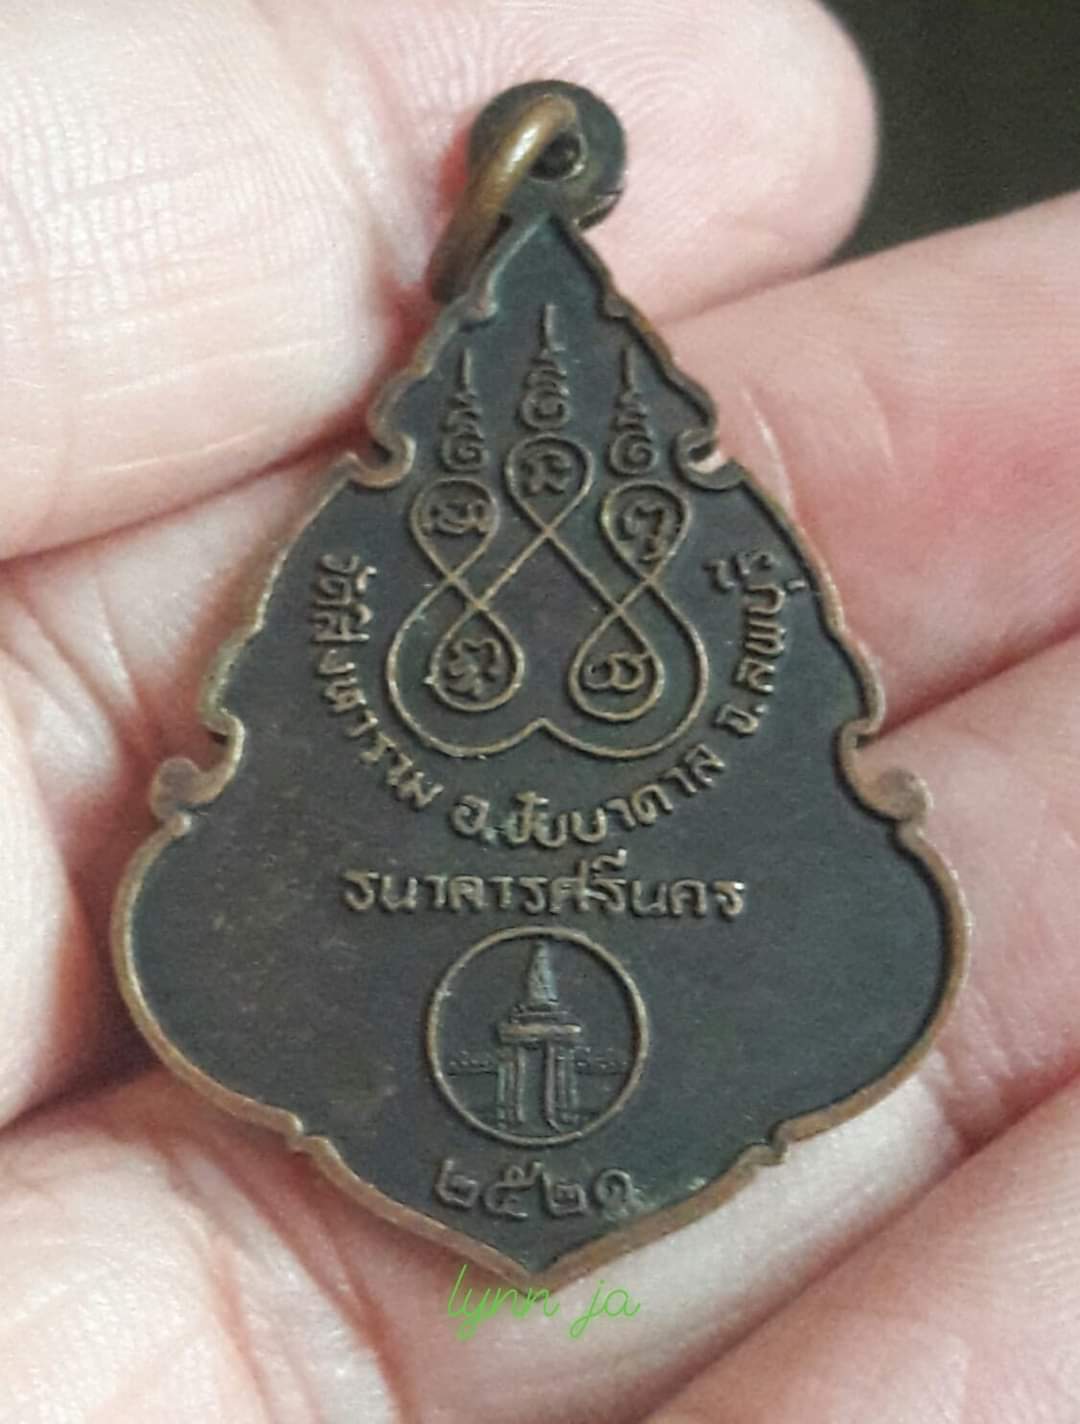 วัดโสงตาราม อ.ชัยบาดาล จ.ลพบุรี
ธนาคารศรีนคร
๒๕๒๑
lynn ja